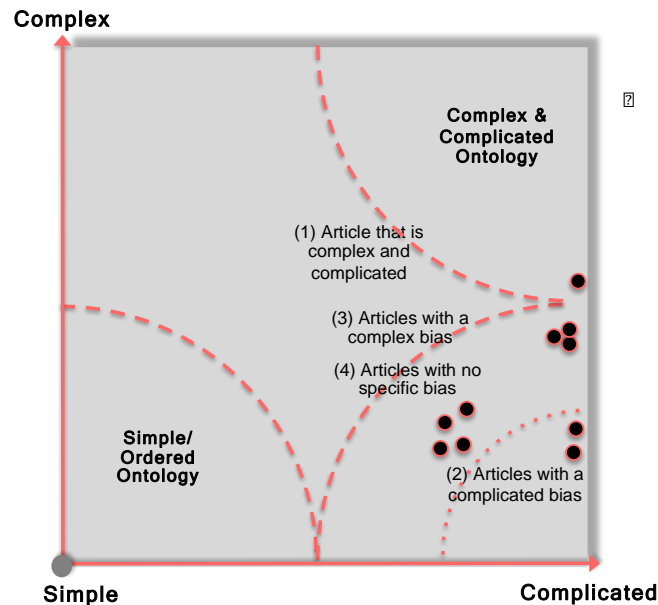 Complex
Complex &
Complicated
Ontology
(1) Article that is
complex and
complicated
(3) Articles with a
complex bias
(4) Articles with no
specific bias
Simple/
Ordered
Ontology
(2) Articles with a
complicated bias
Simple
Complicated